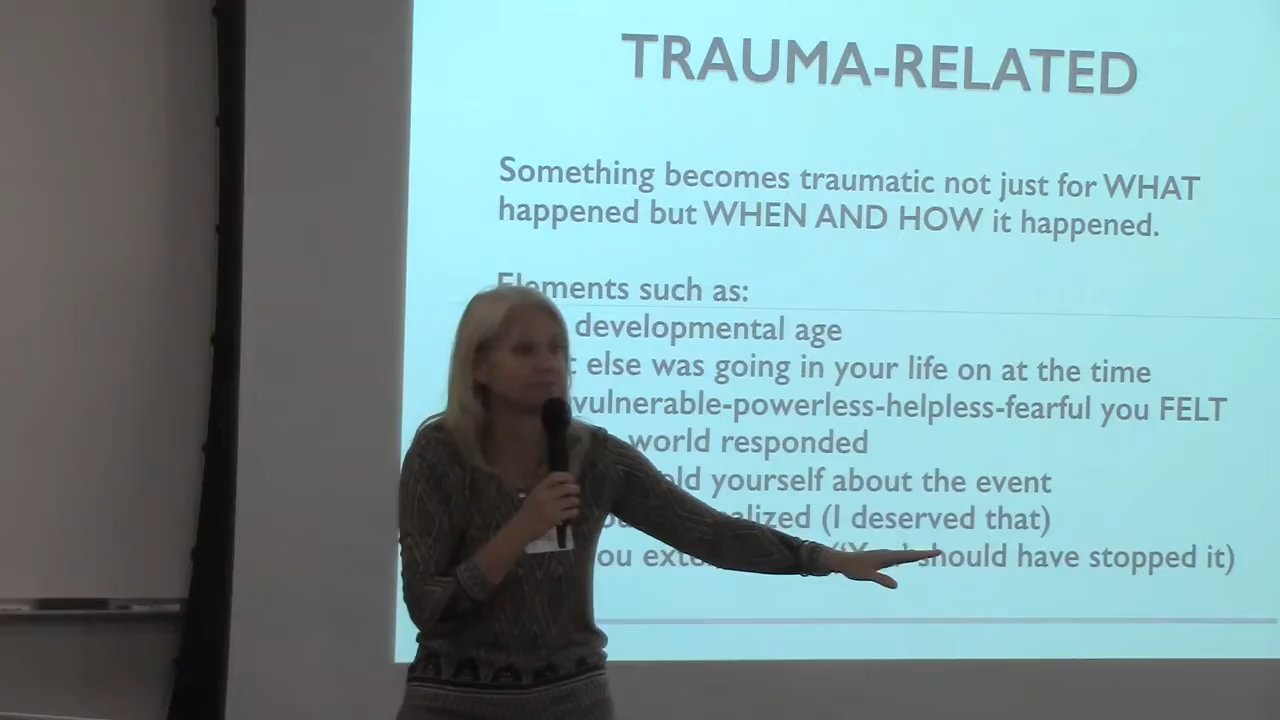 TRAUMA-RELATED
Something becomes traumatic not just for WHAT
happened but WHEN AND HOW it happened.
Elements such as:
developmental age
else was going in your life on at the time
vulnerable-powerless-helpless-fearful you FELT
world responded
yourself about the event
(I deserved that)
should have stopped it)